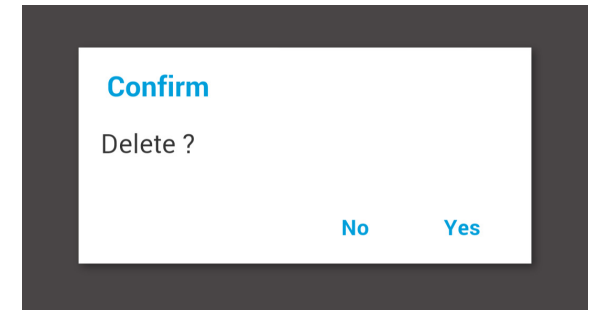 Confirm
Delete ?
No Yes